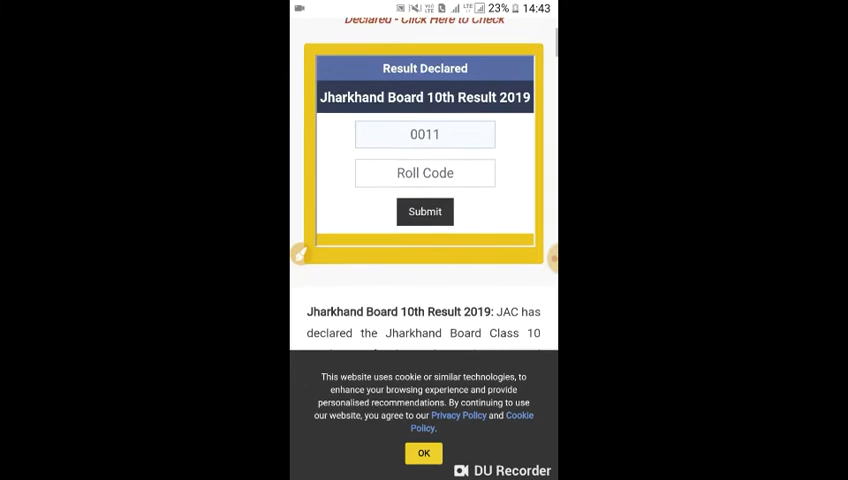 23% 14:43
Declared - Click Here to Check
Result Declared
Jharkhand Board 10th Result 2019
0011
Roll Code
Submit
Jharkhand Board 10th Result 2019: JAC has
declared the Jharkhand Board Class 10
This website uses cookie or similar technologies, to
enhance your browsing experience and provide
personalised recommendations. By continuing to use
our website, you agree to our Privacy Policy and Cookie
Policy.
OK
DU Recorder